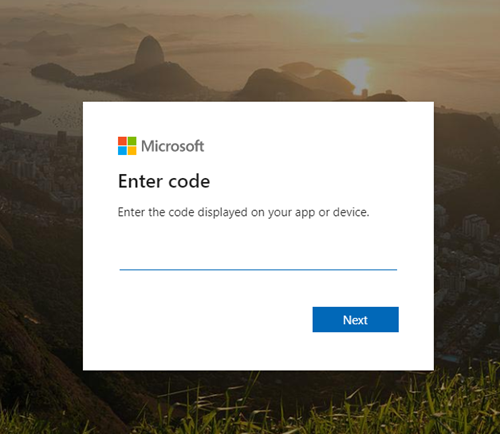 Microsoft
Enter code
Enter the code displayed on your app or device.
Next